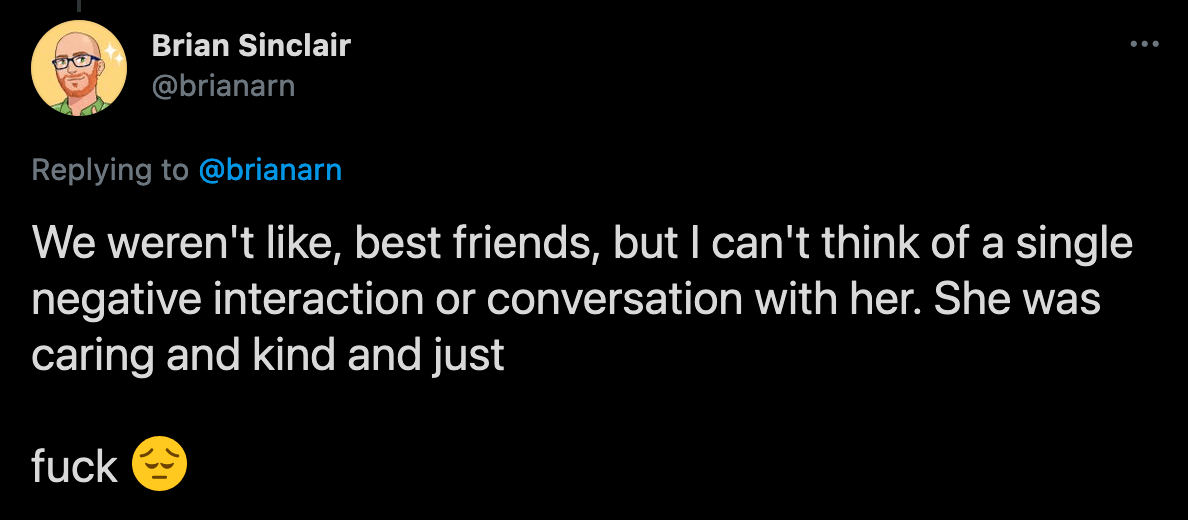 Brian Sinclair
@brianarn
Replying to @brianarn
We weren't like, best friends, but I can't think of a single
negative interaction or conversation with her. She was
caring and kind and just
fuck 😔